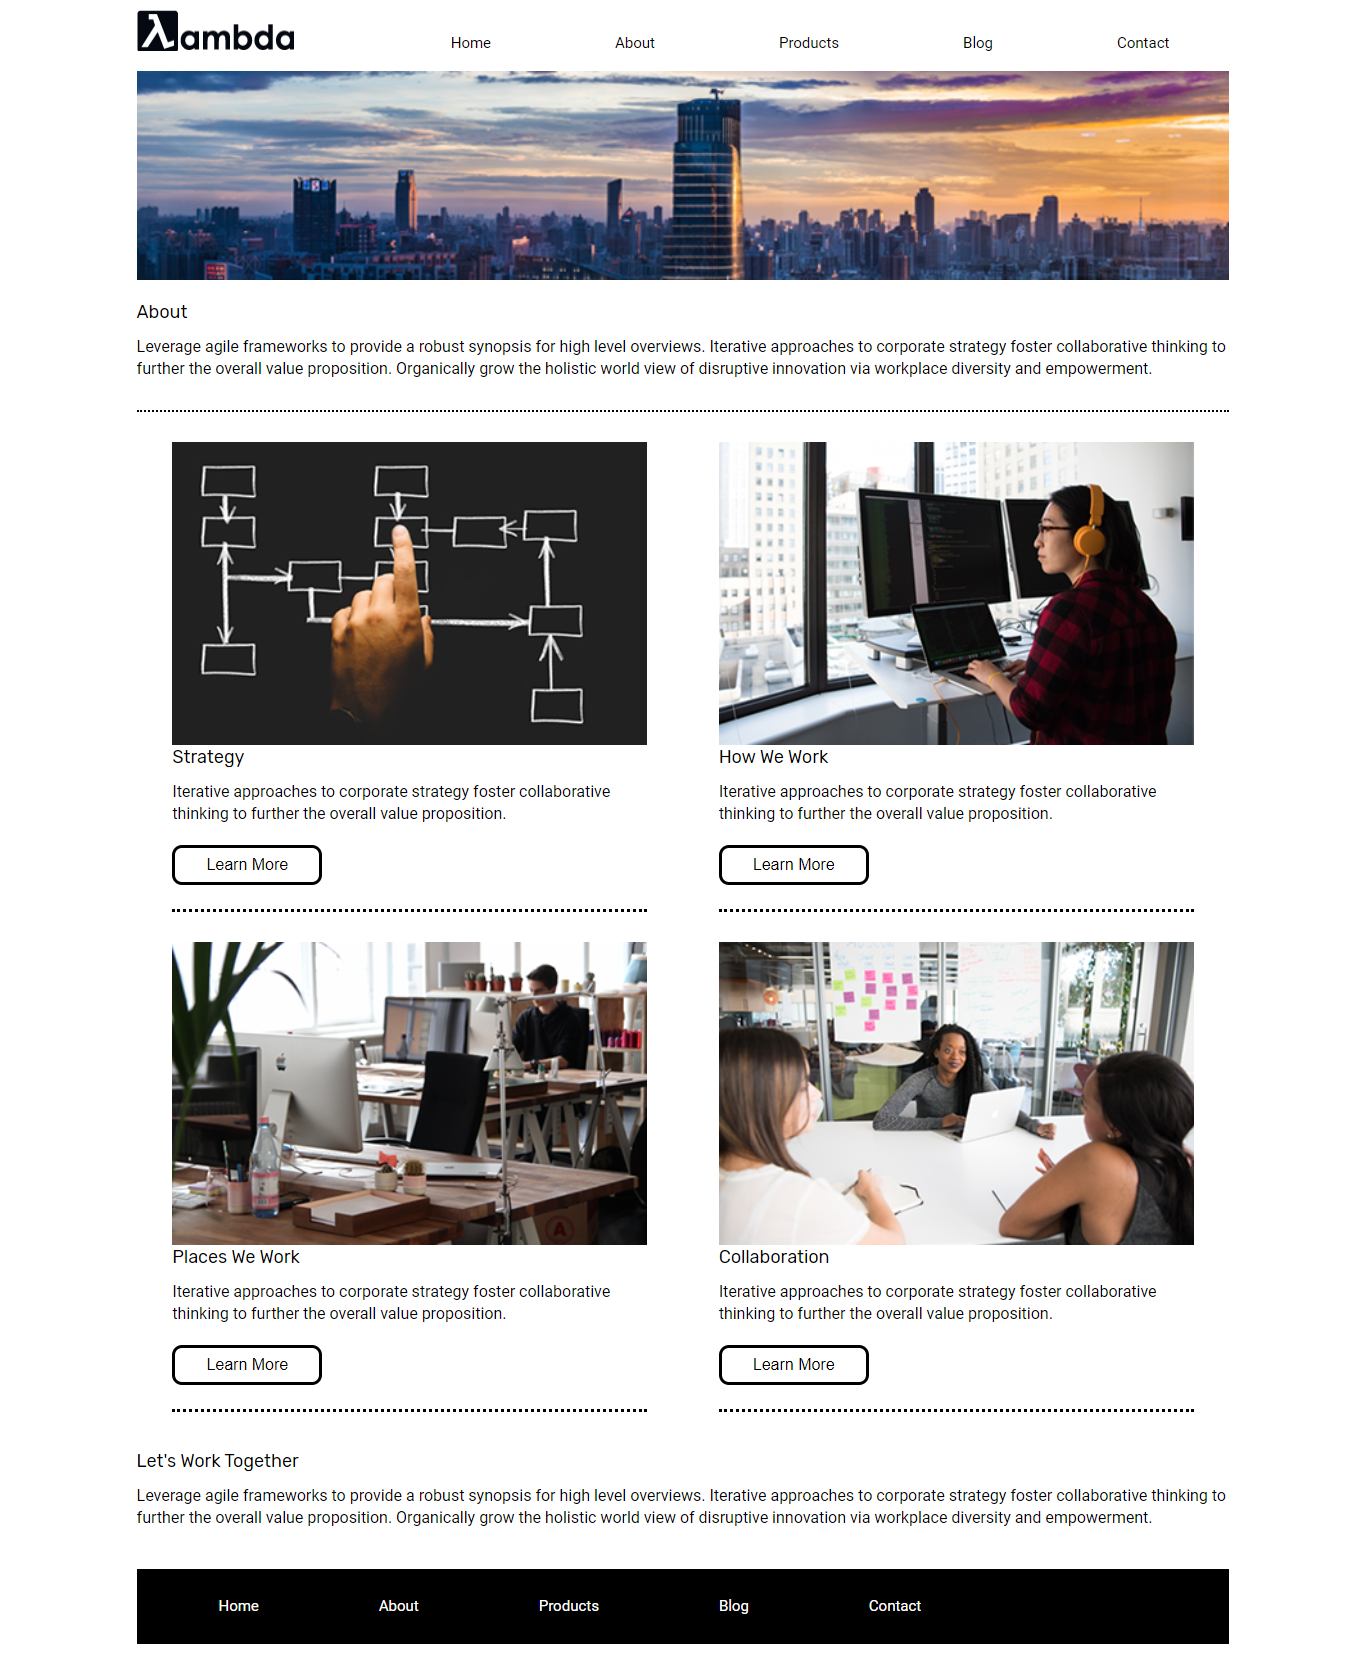 λambda
Home About Products Blog Contact
About
Leverage agile frameworks to provide a robust synopsis for high level overviews. Iterative approaches to corporate strategy foster collaborative thinking to
further the overall value proposition. Organically grow the holistic world view of disruptive innovation via workplace diversity and empowerment.
Strategy
Iterative approaches to corporate strategy foster collaborative
thinking to further the overall value proposition.
Learn More
How We Work
Iterative approaches to corporate strategy foster collaborative
thinking to further the overall value proposition.
Learn More
A
Places We Work
Iterative approaches to corporate strategy foster collaborative
thinking to further the overall value proposition.
Learn More
Collaboration
Iterative approaches to corporate strategy foster collaborative
thinking to further the overall value proposition.
Learn More
Let's Work Together
Leverage agile frameworks to provide a robust synopsis for high level overviews. Iterative approaches to corporate strategy foster collaborative thinking to
further the overall value proposition. Organically grow the holistic world view of disruptive innovation via workplace diversity and empowerment.
Home About Products Blog Contact